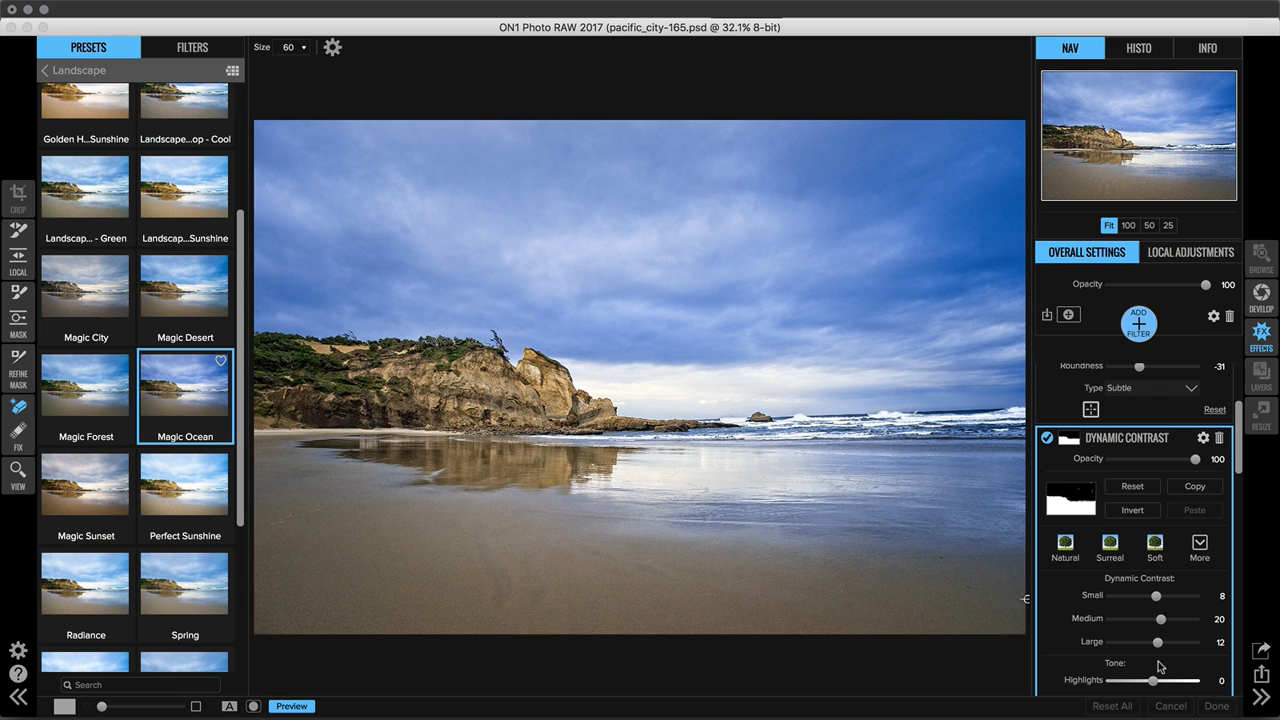 ON1 Photo RAW 2017 (pacific_city-165.psd @ 32.1% 8-bit)
PRESETS
FILTERS
Size 60
NAV
HISTO
INFO
Landscape
Golden H...Sunshine
Landscape...op - Cool
Landscap... - Green
Landscap...Sunshine
Magic City
Magic Desert
Magic Forest
Magic Ocean
Magic Sunset
Perfect Sunshine
Radiance
Spring
Search
CROP
LOCAL
MASK
REFINE
MASK
FIX
VIEW
A
Preview
Fit 100 50 25
OVERALL SETTINGS
LOCAL ADJUSTMENTS
Opacity 100
ADD
FILTER
Roundness -31
Type Subtle
Reset
DYNAMIC CONTRAST
Opacity 100
Reset
Copy
Invert
Paste
Natural
Surreal
Soft
More
Dynamic Contrast:
Small 8
Medium 20
Large 12
Tone:
Highlights 0
Reset All
Cancel
Done
BROWSE
DEVELOP
FX
EFFECTS
LAYERS
RESIZE